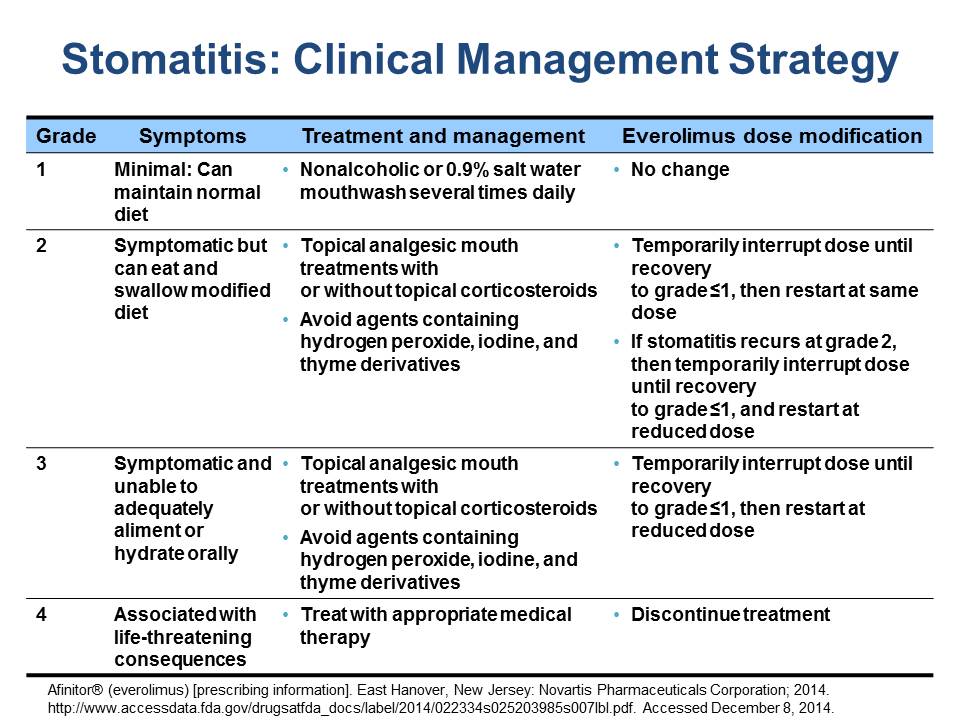 Stomatitis: Clinical Management Strategy
Grade Symptoms Treatment and management Everolimus dose modification
1
Minimal: Can
maintain normal
diet
• Nonalcoholic or 0.9% salt water
mouthwash several times daily
• No change
2
Symptomatic but
can eat and
swallow modified
diet
• Topical analgesic mouth
treatments with
or without topical corticosteroids
• Avoid agents containing
hydrogen peroxide, iodine, and
thyme derivatives
• Temporarily interrupt dose until
recovery
to grade ≤1, then restart at same
dose
• If stomatitis recurs at grade 2,
then temporarily interrupt dose
until recovery
to grade ≤1, and restart at
reduced dose
3
Symptomatic and
unable to
adequately
aliment or
hydrate orally
• Topical analgesic mouth
treatments with
or without topical corticosteroids
• Avoid agents containing
hydrogen peroxide, iodine, and
thyme derivatives
• Temporarily interrupt dose until
recovery
to grade ≤1, then restart at
reduced dose
4
Associated with
life-threatening
consequences
• Treat with appropriate medical
therapy
• Discontinue treatment
Afinitor® (everolimus) [prescribing information]. East Hanover, New Jersey: Novartis Pharmaceuticals Corporation; 2014.
http://www.accessdata.fda.gov/drugsatfda_docs/label/2014/022334s025203985s007lbl.pdf. Accessed December 8, 2014.